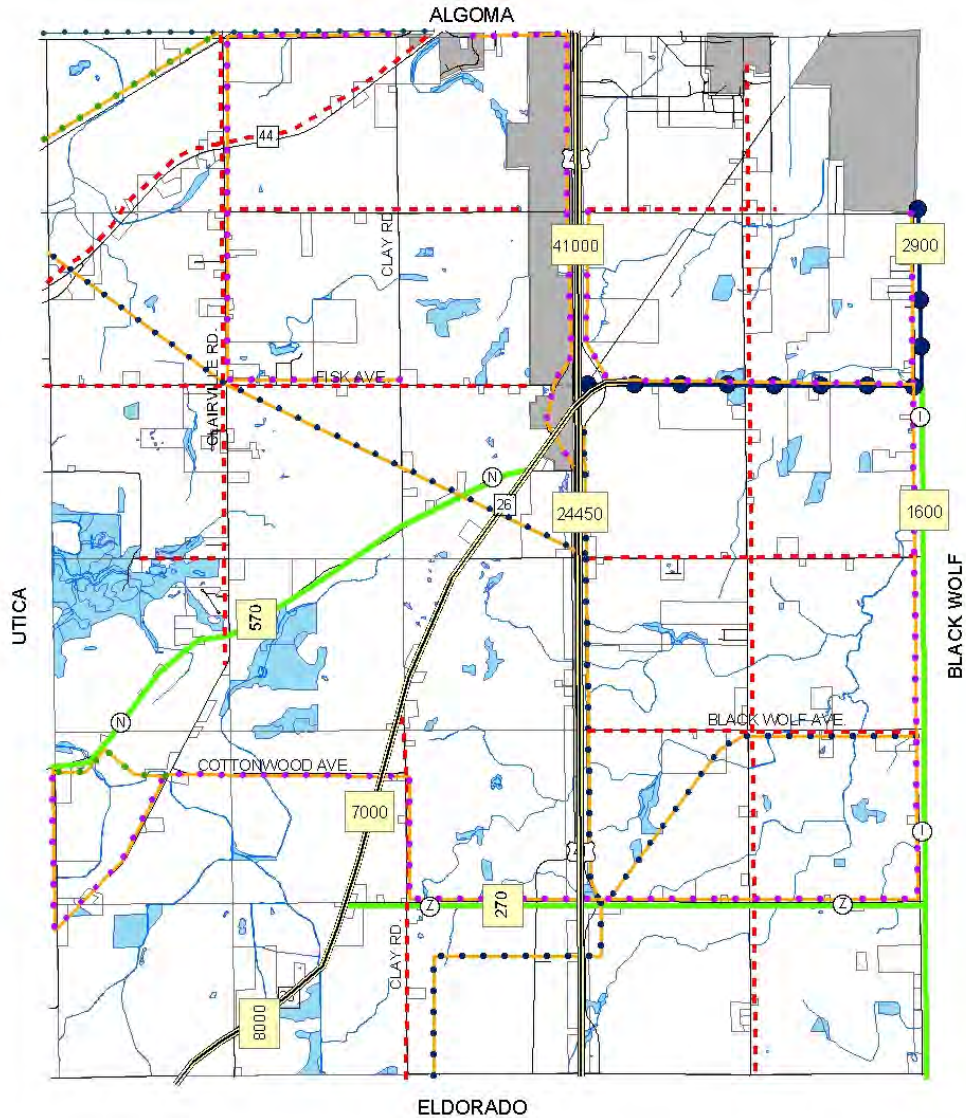 ALGOMA
44
CLAY RD
41000
2900
CLAIRVILLE RD.
FISK AVE
I
N
26
24450
1600
UTICA
570
BLACK WOLF
N
BLACK WOLF AVE.
COTTONWOOD AVE.
7000
I
Z
270
Z
CLAY RD.
8000
ELDORADO